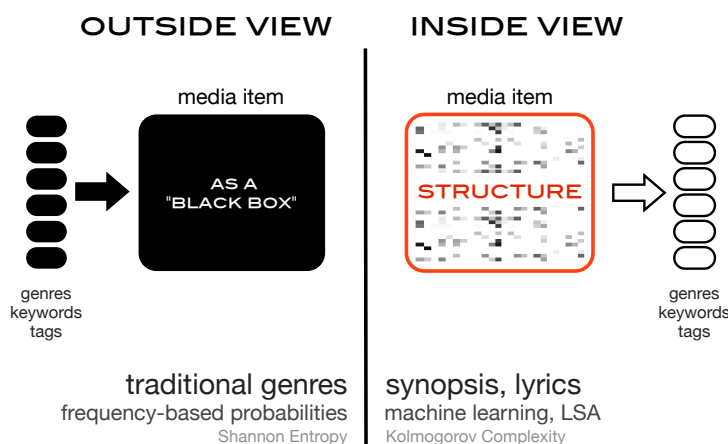 OUTSIDE VIEW
media item
AS A
"BLACK BOX"
genres
keywords
tags
traditional genres
frequency-based probabilities
Shannon Entropy
INSIDE VIEW
media item
STRUCTURE
genres
keywords
tags
synopsis, lyrics
machine learning, LSA
Kolmogorov Complexity